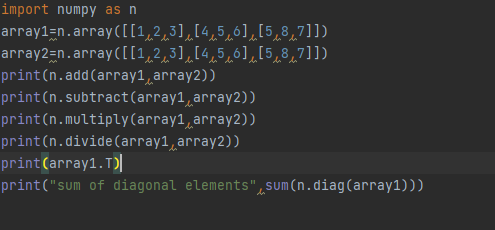 import numpy as n
array1=n.array([[1,2,3],[4,5,6],[5,8,7]])
array2=n.array([[1,2,3],[4,5,6],[5,8,7]])
print(n.add(array1,array2))
print(n.subtract(array1,array2))
print(n.multiply(array1,array2))
print(n.divide(array1,array2))
print(array1.T)
print("sum of diagonal elements",sum(n.diag(array1)))